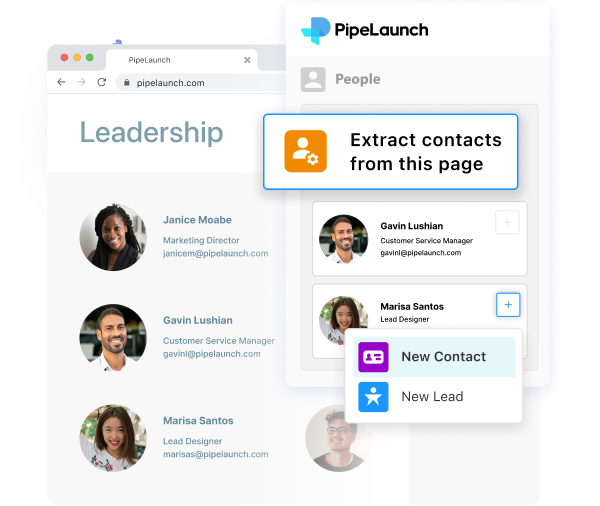 PipeLaunch
People
PipeLaunch
pipelaunch.com
Leadership
Extract contacts
from this page
Janice Moabe
Marketing Director
janicem@pipelaunch.com
Gavin Lushian
Customer Service Manager
gavinl@pipelaunch.com
Marisa Santos
Lead Designer
marisas@pipelaunch.com
Gavin Lushian
Customer Service Manager
gavinl@pipelaunch.com
Marisa Santos
Lead Designer
New Contact
New Lead